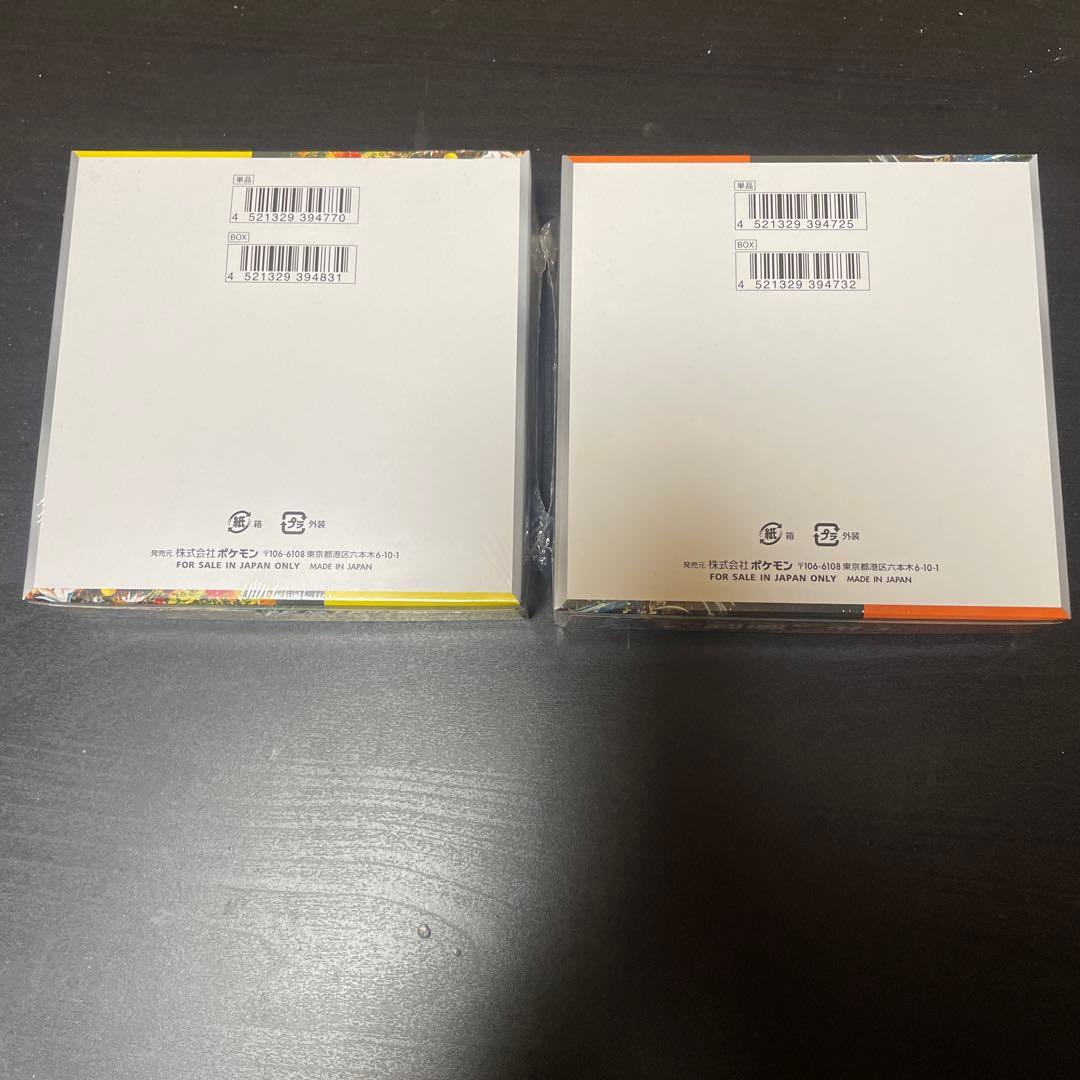 単品
4 521329 394770
BOX
4 521329 394831
紙 箱 プラ 外装
発売元 株式会社ポケモン 〒106-6108 東京都港区六本木6-10-1
FOR SALE IN JAPAN ONLY MADE IN JAPAN
単品
4 521329 394725
BOX
4 521329 394732
紙 箱 プラ 外装
発売元 株式会社ポケモン 〒106-6108 東京都港区六本木6-10-1
FOR SALE IN JAPAN ONLY MADE IN JAPAN